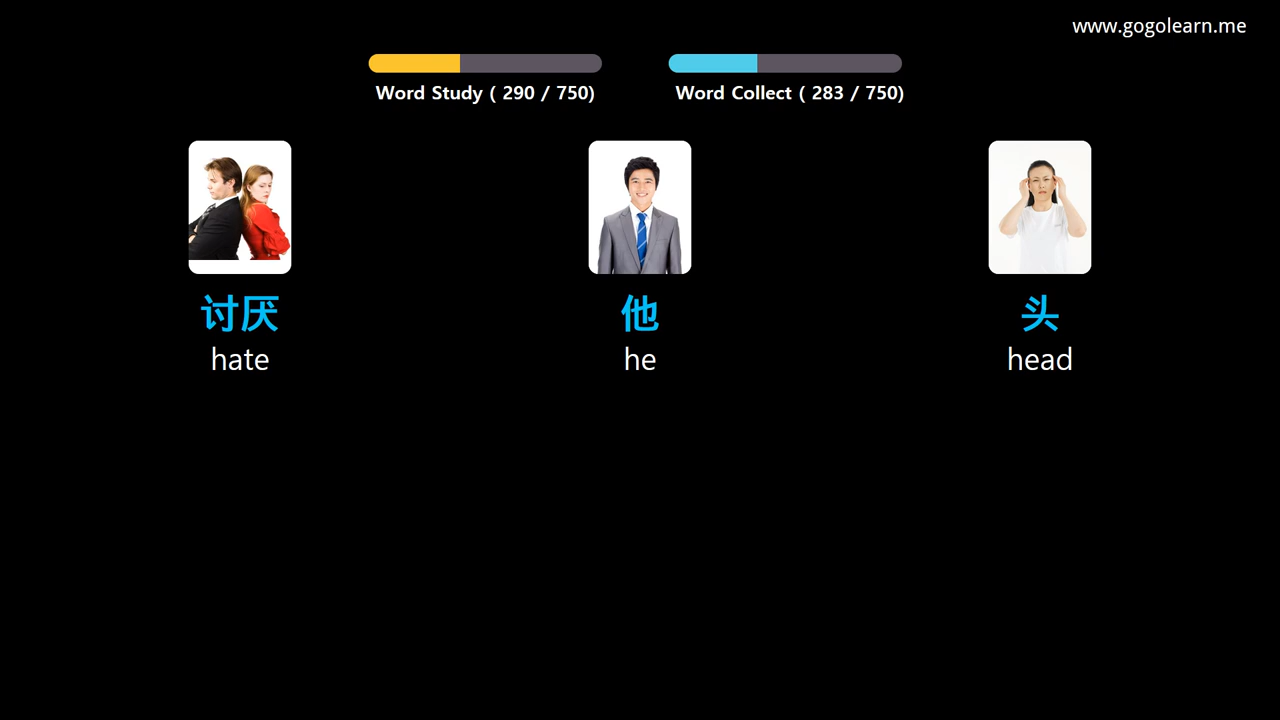 www.gogolearn.me
Word Study ( 290 / 750)
Word Collect ( 283 / 750)
讨厌
hate
他
he
头
head